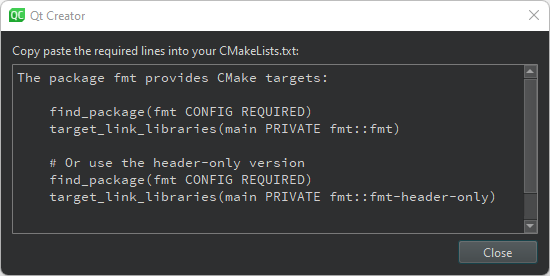 QC Qt Creator
Copy paste the required lines into your CMakeLists.txt:
The package fmt provides CMake targets:
find_package(fmt CONFIG REQUIRED)
target_link_libraries(main PRIVATE fmt::fmt)
# Or use the header-only version
find_package(fmt CONFIG REQUIRED)
target_link_libraries(main PRIVATE fmt::fmt-header-only)
Close